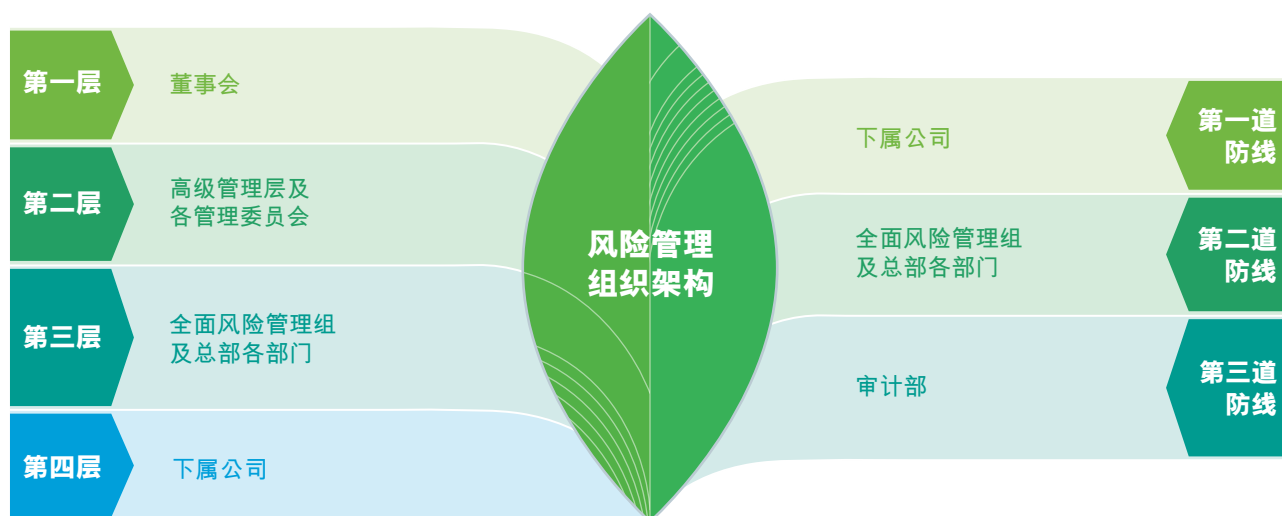 第一层
董事会
第二层
高级管理层及
各管理委员会
第三层
全面风险管理组
及总部各部门
第四层
下属公司
风险管理
组织架构
下属公司
第一道
防线
全面风险管理组
及总部各部门
第二道
防线
审计部
第三道
防线